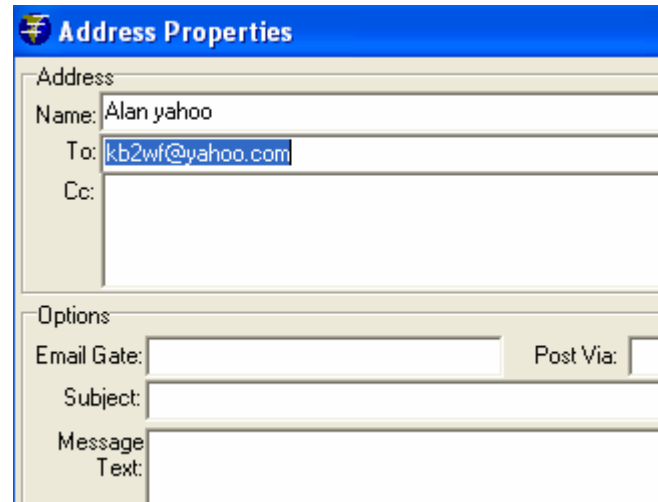 Address Properties
Address
Name: Alan yahoo
To: kb2wf@yahoo.com
Cc:
Options
Email Gate: Post Via:
Subject:
Message
Text: